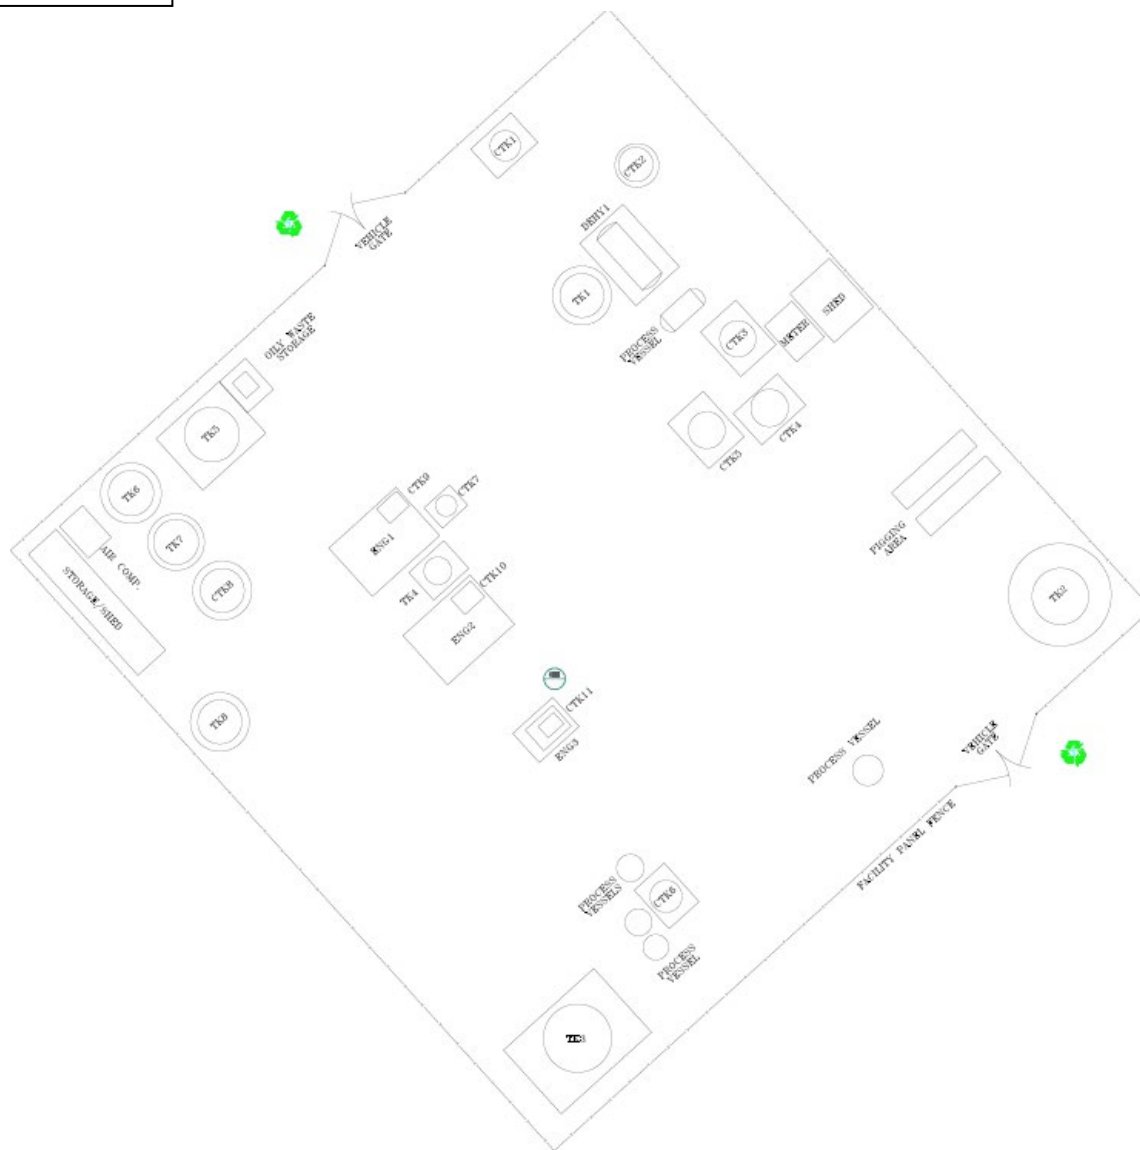 CTK1
CTK2
DEHY1
VEHICLE
GATE
TK1
SHED
METER
CTK3
PROCESS
VESSEL
OILY WASTE
STORAGE
CTK4
TK5
CTK5
TK6
CTK9
CTK7
PIGGING
AREA
TK7
ENG1
AIR COMP.
STORAGE/SHED
CTK8
TK4
CTK10
TK2
ENG2
TK8
CTK11
ENG3
PROCESS VESSEL
VEHICLE
GATE
FACILITY PANEL FENCE
PROCESS
VESSELS
CTK6
PROCESS
VESSEL